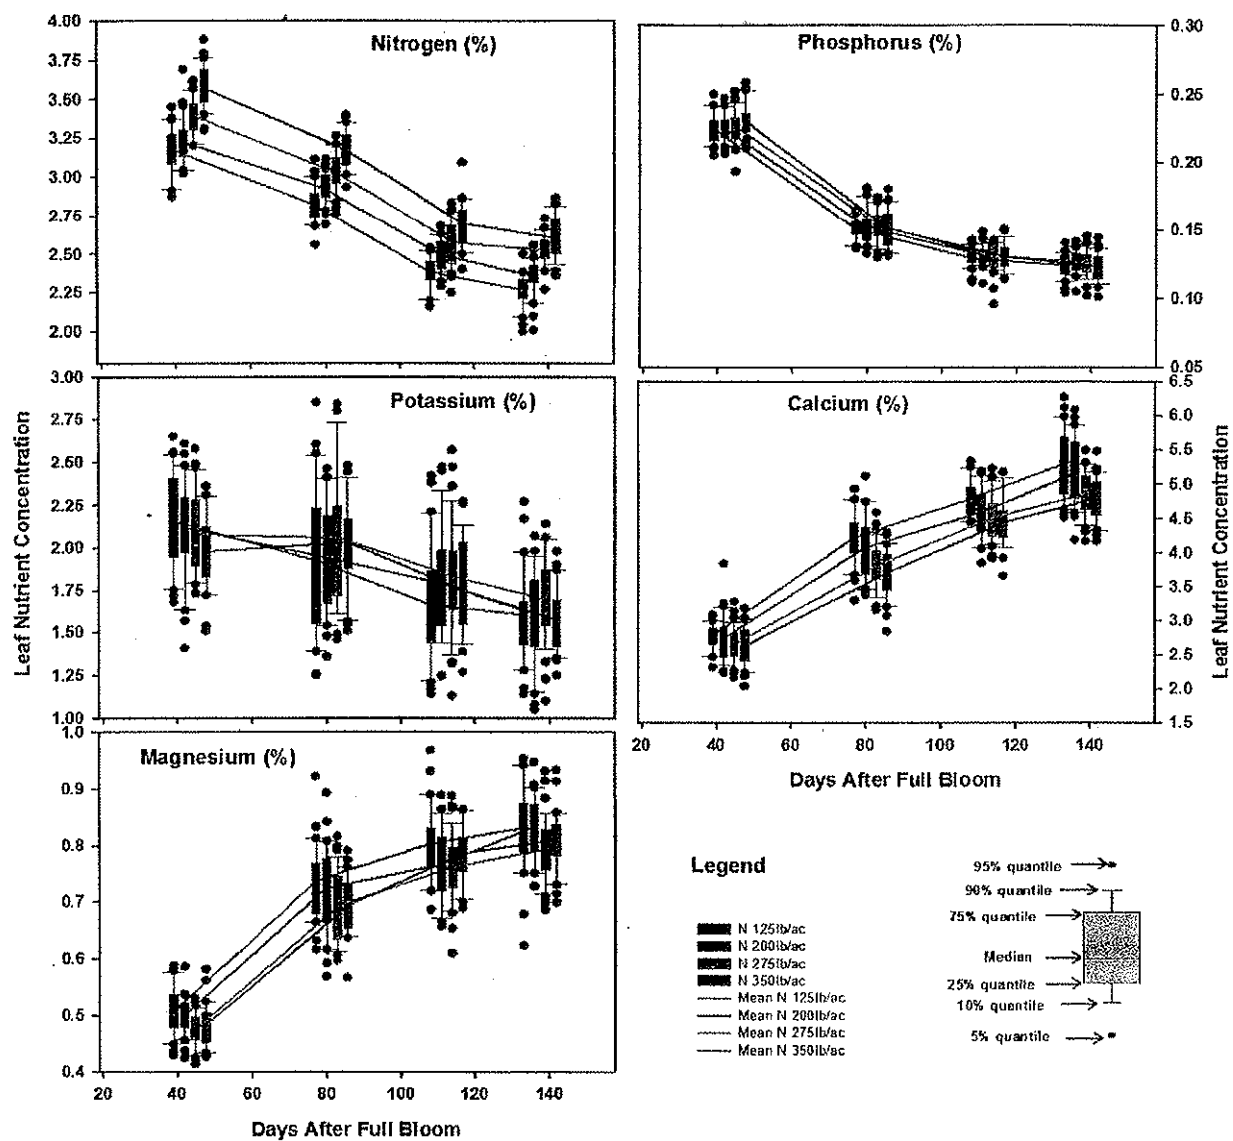 4.00
3.75
3.50
3.25
3.00
2.75
2.50
2.25
2.00
Nitrogen (%)
Phosphorus (%)
0.30
0.25
0.20
0.15
0.10
0.05
3.00
2.75
2.50
2.25
2.00
1.75
1.50
1.25
1.00
Potassium (%)
Calcium (%)
6.5
6.0
5.5
5.0
4.5
4.0
3.5
3.0
2.5
2.0
1.5
Leaf Nutrient Concentration
Leaf Nutrient Concentration
20 40 60 80 100 120 140
Days After Full Bloom
1.0
0.9
0.8
0.7
0.6
0.5
0.4
Magnesium (%)
20 40 60 80 100 120 140
Days After Full Bloom
Legend
N 125lb/ac
N 200lb/ac
N 275lb/ac
N 350lb/ac
Mean N 125lb/ac
Mean N 200lb/ac
Mean N 275lb/ac
Mean N 350lb/ac
95% quantile
90% quantile
75% quantile
Median
25% quantile
10% quantile
5% quantile